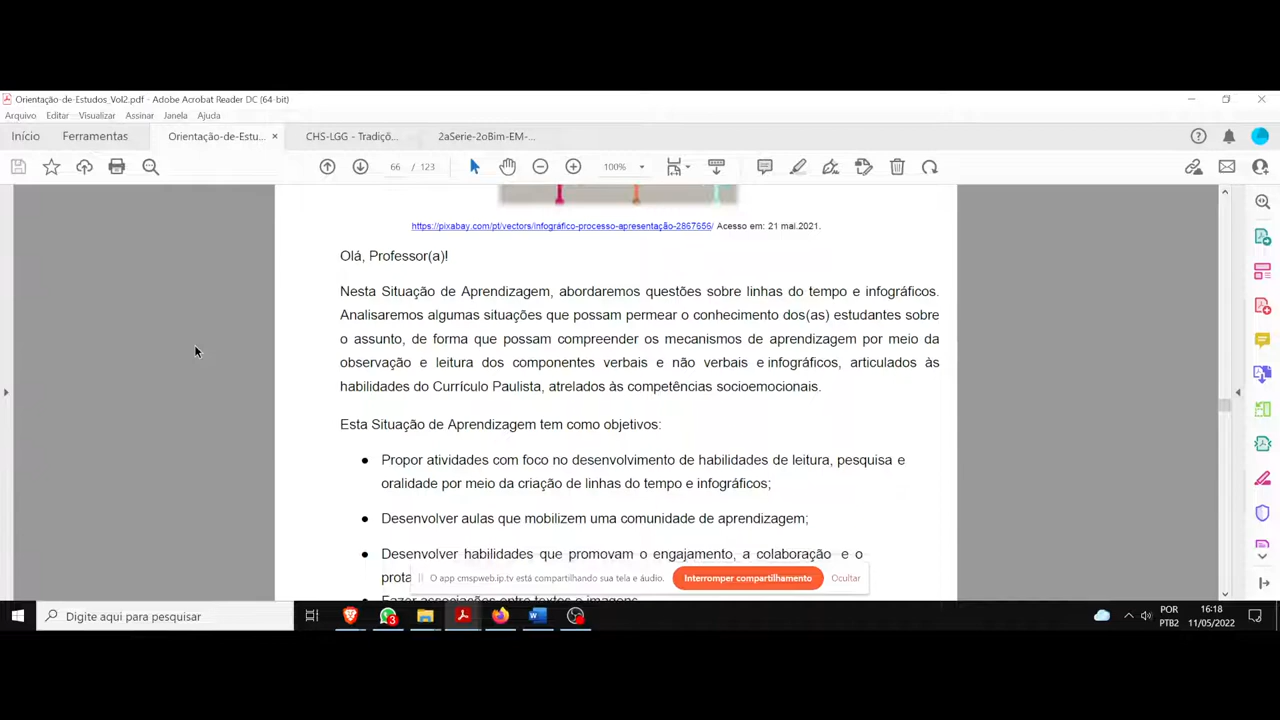 Orientação-de-Estudos_Vol2.pdf - Adobe Acrobat Reader DC (64-bit)
Arquivo Editar Visualizar Assinar Janela Ajuda
Início Ferramentas Orientação-de-Estu... × CHS-LGG - Tradiçõ... 2aSerie-2oBim-EM-...
66 / 123 100%
https://pixabay.com/pt/vectors/infográfico-processo-apresentação-2867656/ Acesso em: 21 mai.2021.
Olá, Professor(a)!
Nesta Situação de Aprendizagem, abordaremos questões sobre linhas do tempo e infográficos.
Analisaremos algumas situações que possam permear o conhecimento dos(as) estudantes sobre
o assunto, de forma que possam compreender os mecanismos de aprendizagem por meio da
observação e leitura dos componentes verbais e não verbais e infográficos, articulados às
habilidades do Currículo Paulista, atrelados às competências socioemocionais.
Esta Situação de Aprendizagem tem como objetivos:
● Propor atividades com foco no desenvolvimento de habilidades de leitura, pesquisa e
oralidade por meio da criação de linhas do tempo e infográficos;
● Desenvolver aulas que mobilizem uma comunidade de aprendizagem;
● Desenvolver habilidades que promovam o engajamento, a colaboração e o
prota
O app cmspweb.ip.tv está compartilhando sua tela e áudio. Interromper compartilhamento Ocultar
Fazer associações entre textos e imagens
Digite aqui para pesquisar
3
POR 16:18
PTB2 11/05/2022